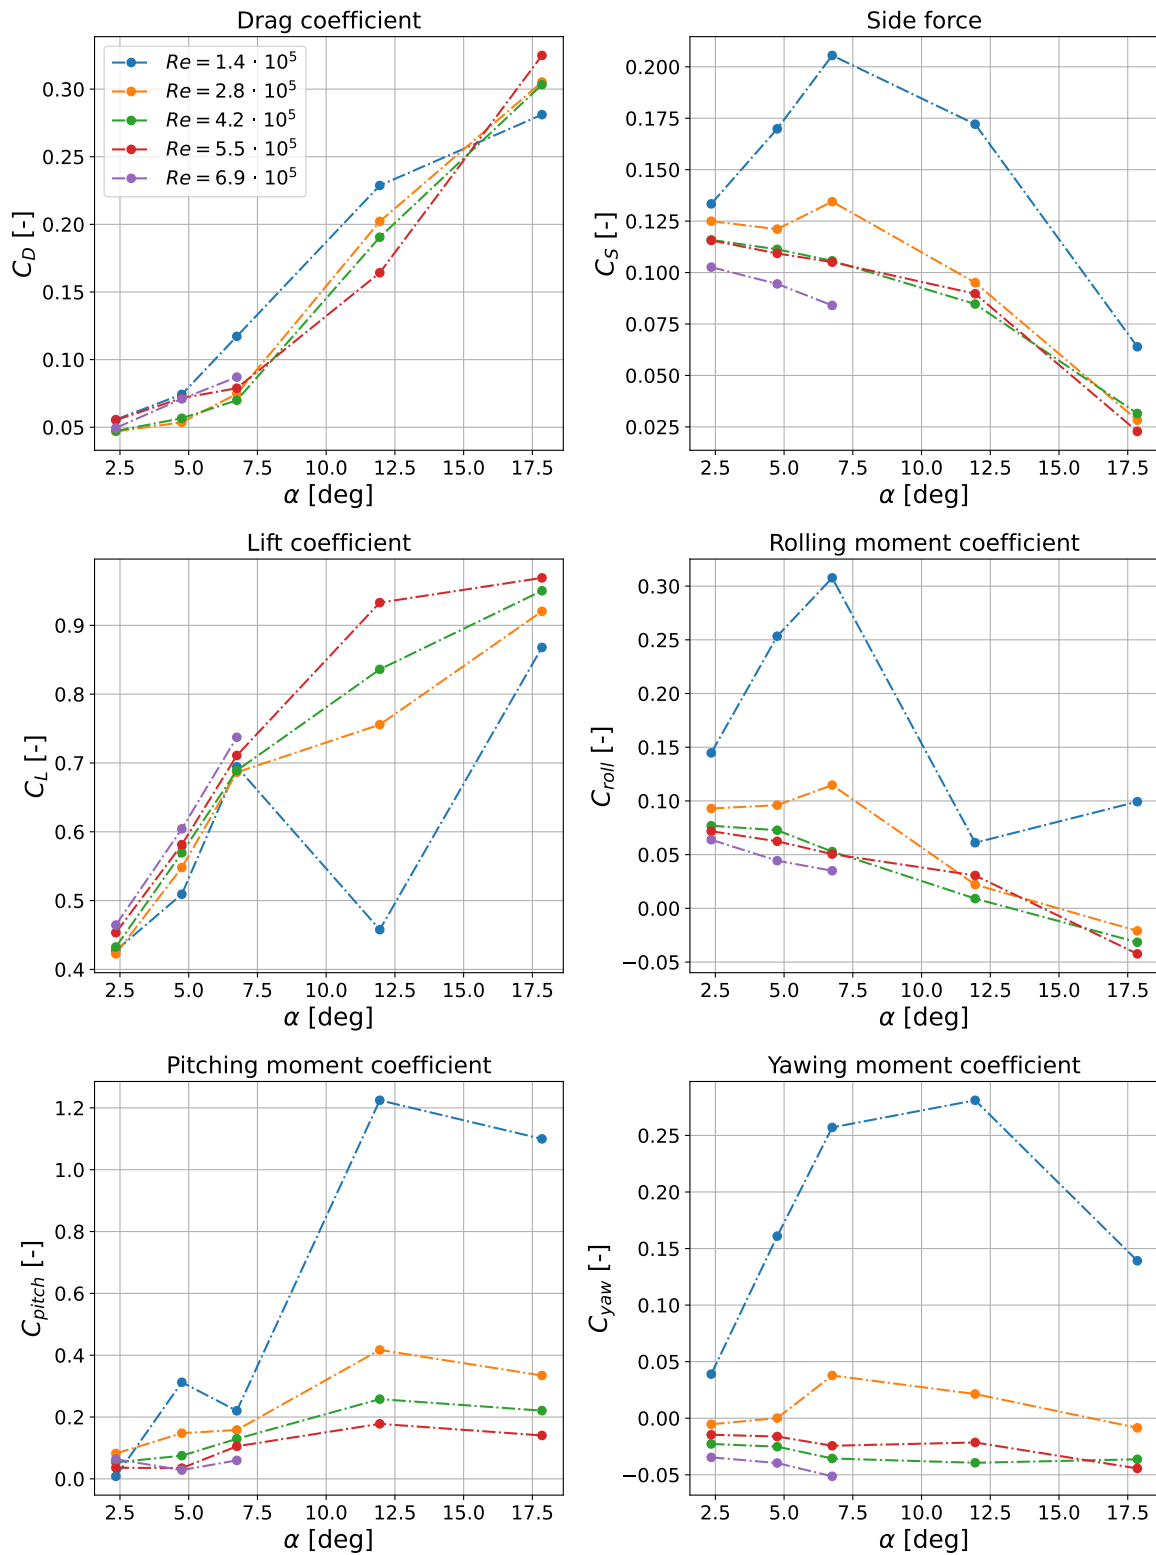 Drag coefficient
Re = 1.4 · 10⁵
Re = 2.8 · 10⁵
Re = 4.2 · 10⁵
Re = 5.5 · 10⁵
Re = 6.9 · 10⁵
0.30
0.25
0.20
0.15
0.10
0.05
C_D [-]
2.5 5.0 7.5 10.0 12.5 15.0 17.5
α [deg]
Side force
0.200
0.175
0.150
0.125
0.100
0.075
0.050
0.025
C_S [-]
2.5 5.0 7.5 10.0 12.5 15.0 17.5
α [deg]
Lift coefficient
0.9
0.8
0.7
0.6
0.5
0.4
C_L [-]
2.5 5.0 7.5 10.0 12.5 15.0 17.5
α [deg]
Rolling moment coefficient
0.30
0.25
0.20
0.15
0.10
0.05
0.00
−0.05
C_roll [-]
2.5 5.0 7.5 10.0 12.5 15.0 17.5
α [deg]
Pitching moment coefficient
1.2
1.0
0.8
0.6
0.4
0.2
0.0
C_pitch [-]
2.5 5.0 7.5 10.0 12.5 15.0 17.5
α [deg]
Yawing moment coefficient
0.25
0.20
0.15
0.10
0.05
0.00
−0.05
C_yaw [-]
2.5 5.0 7.5 10.0 12.5 15.0 17.5
α [deg]